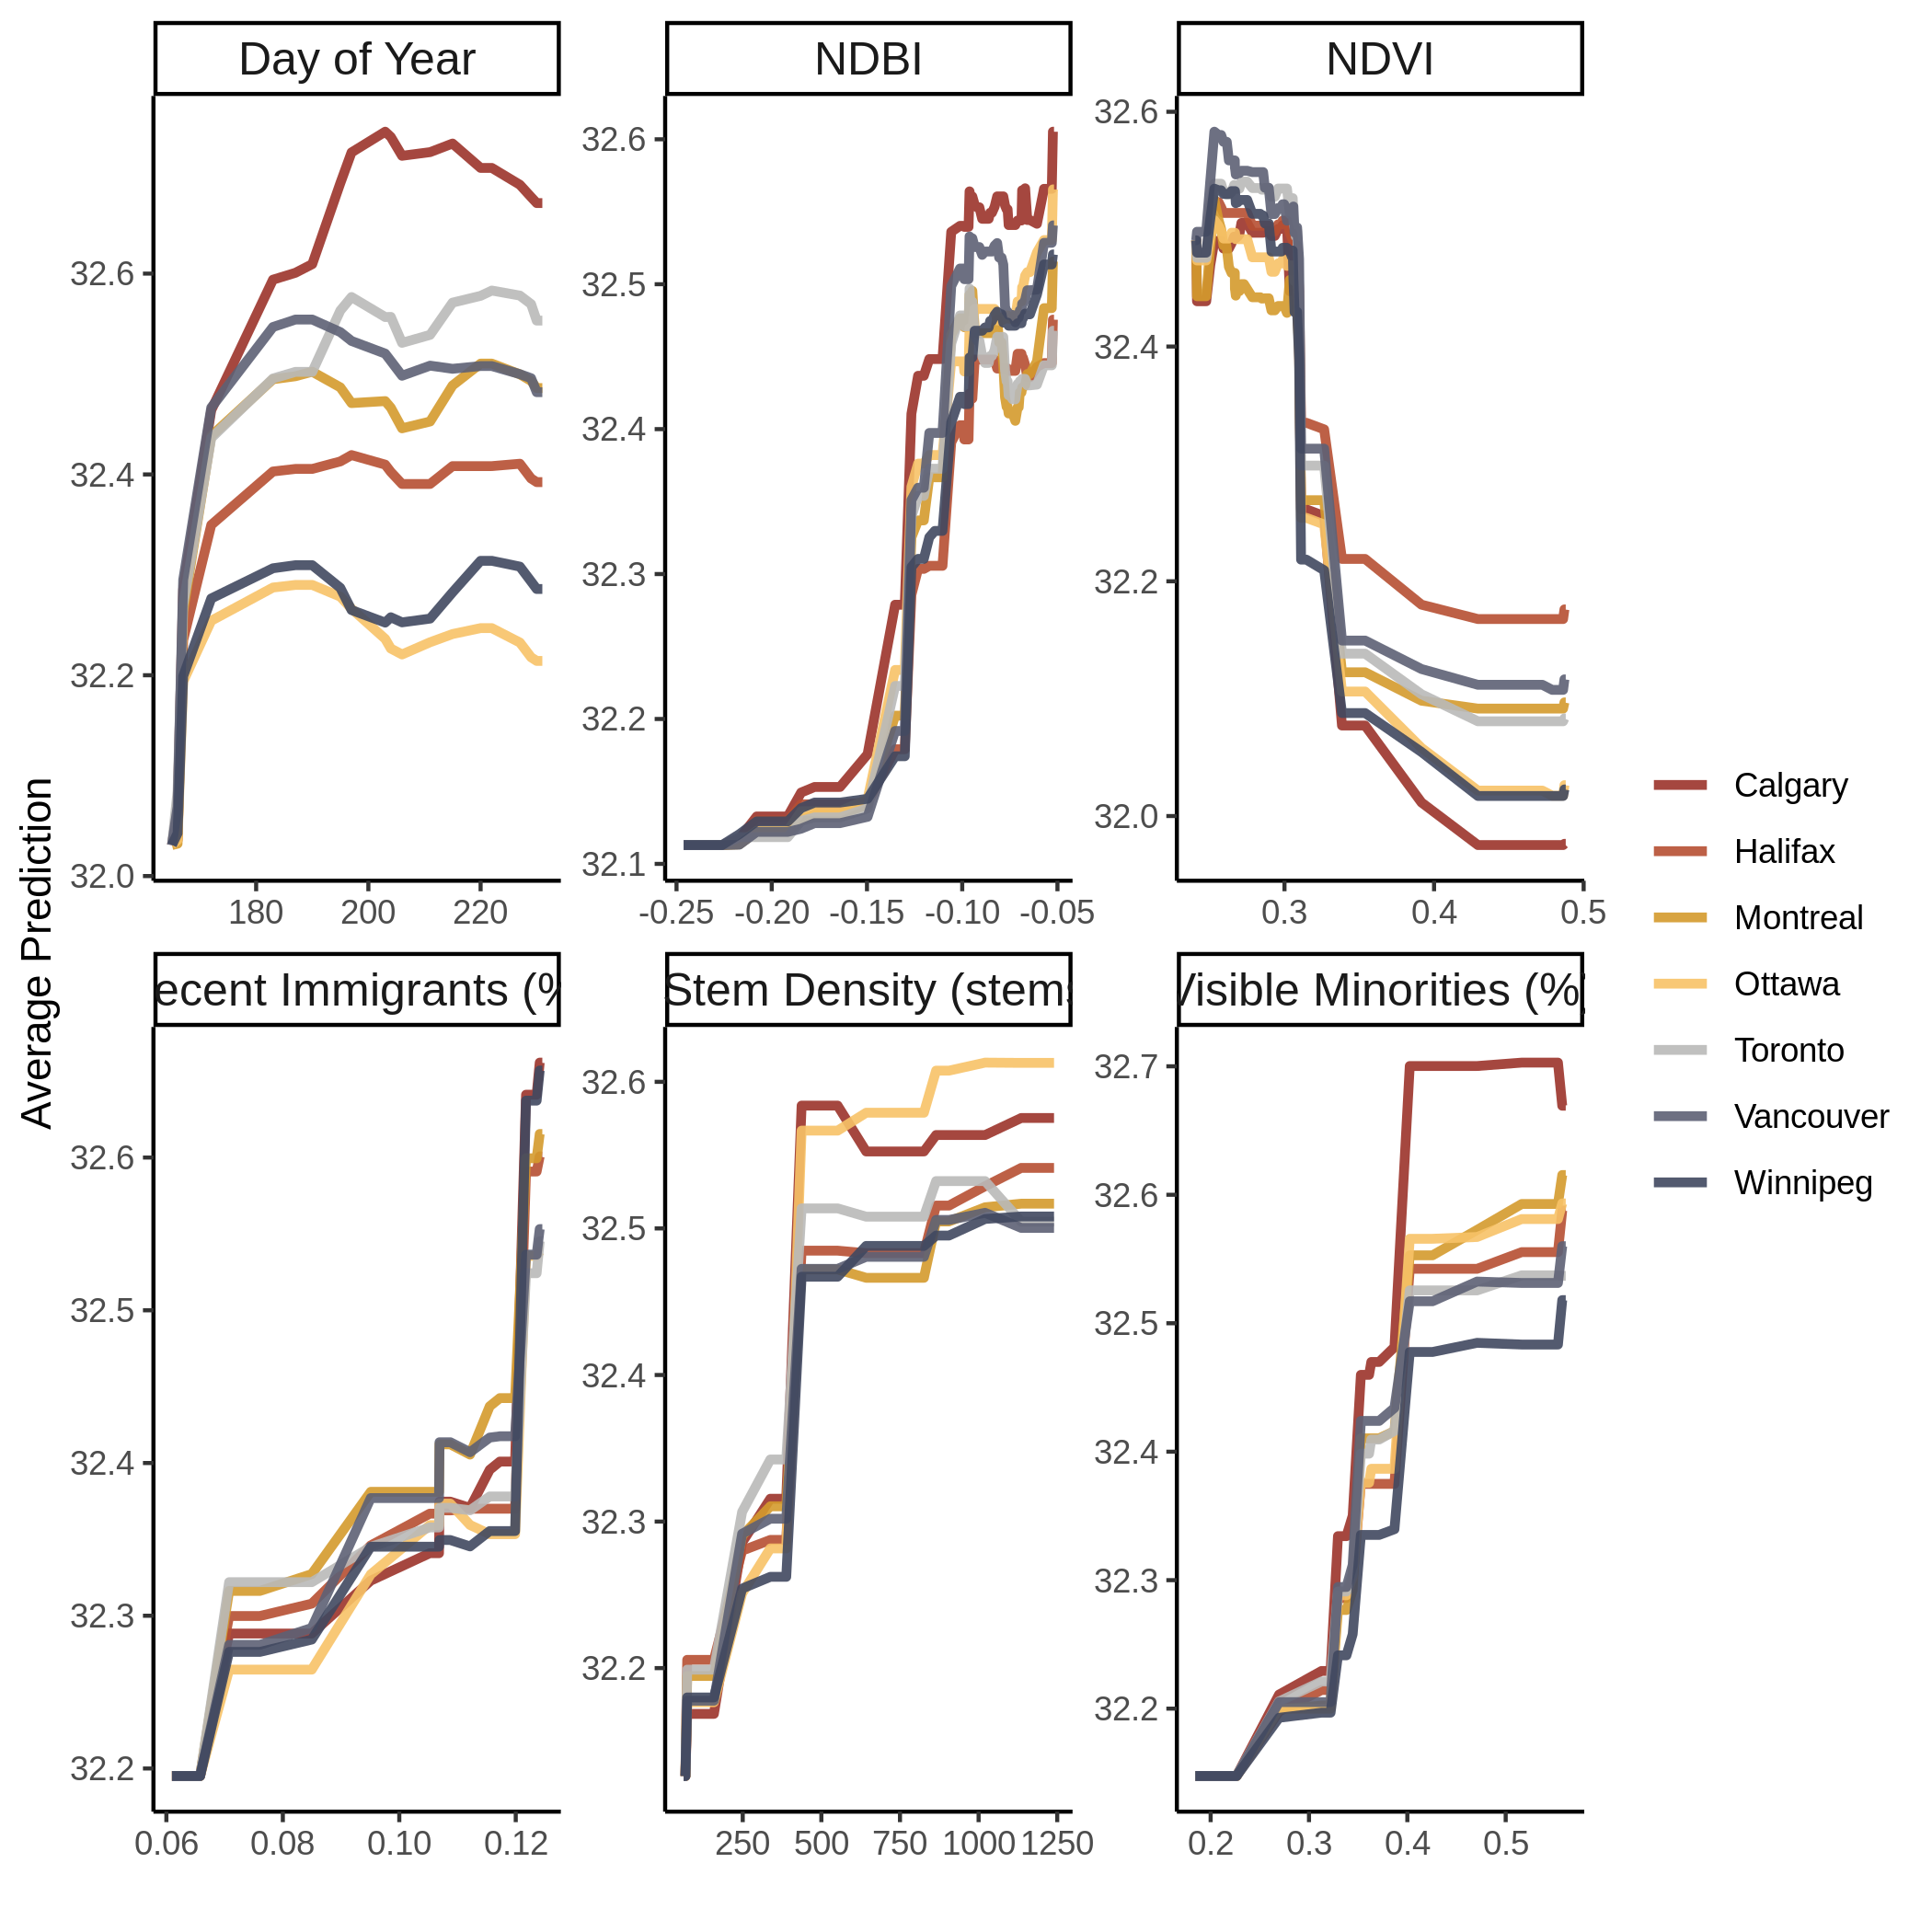 Day of Year
NDBI
NDVI
32.6
32.4
32.2
32.0
180 200 220
32.6
32.5
32.4
32.3
32.2
32.1
-0.25 -0.20 -0.15 -0.10 -0.05
32.6
32.4
32.2
32.0
0.3 0.4 0.5
Average Prediction
ecent Immigrants (%
Stem Density (stems
Visible Minorities (%)
32.6
32.5
32.4
32.3
32.2
0.06 0.08 0.10 0.12
32.6
32.5
32.4
32.3
32.2
250 500 750 1000 1250
32.7
32.6
32.5
32.4
32.3
32.2
0.2 0.3 0.4 0.5
Calgary
Halifax
Montreal
Ottawa
Toronto
Vancouver
Winnipeg